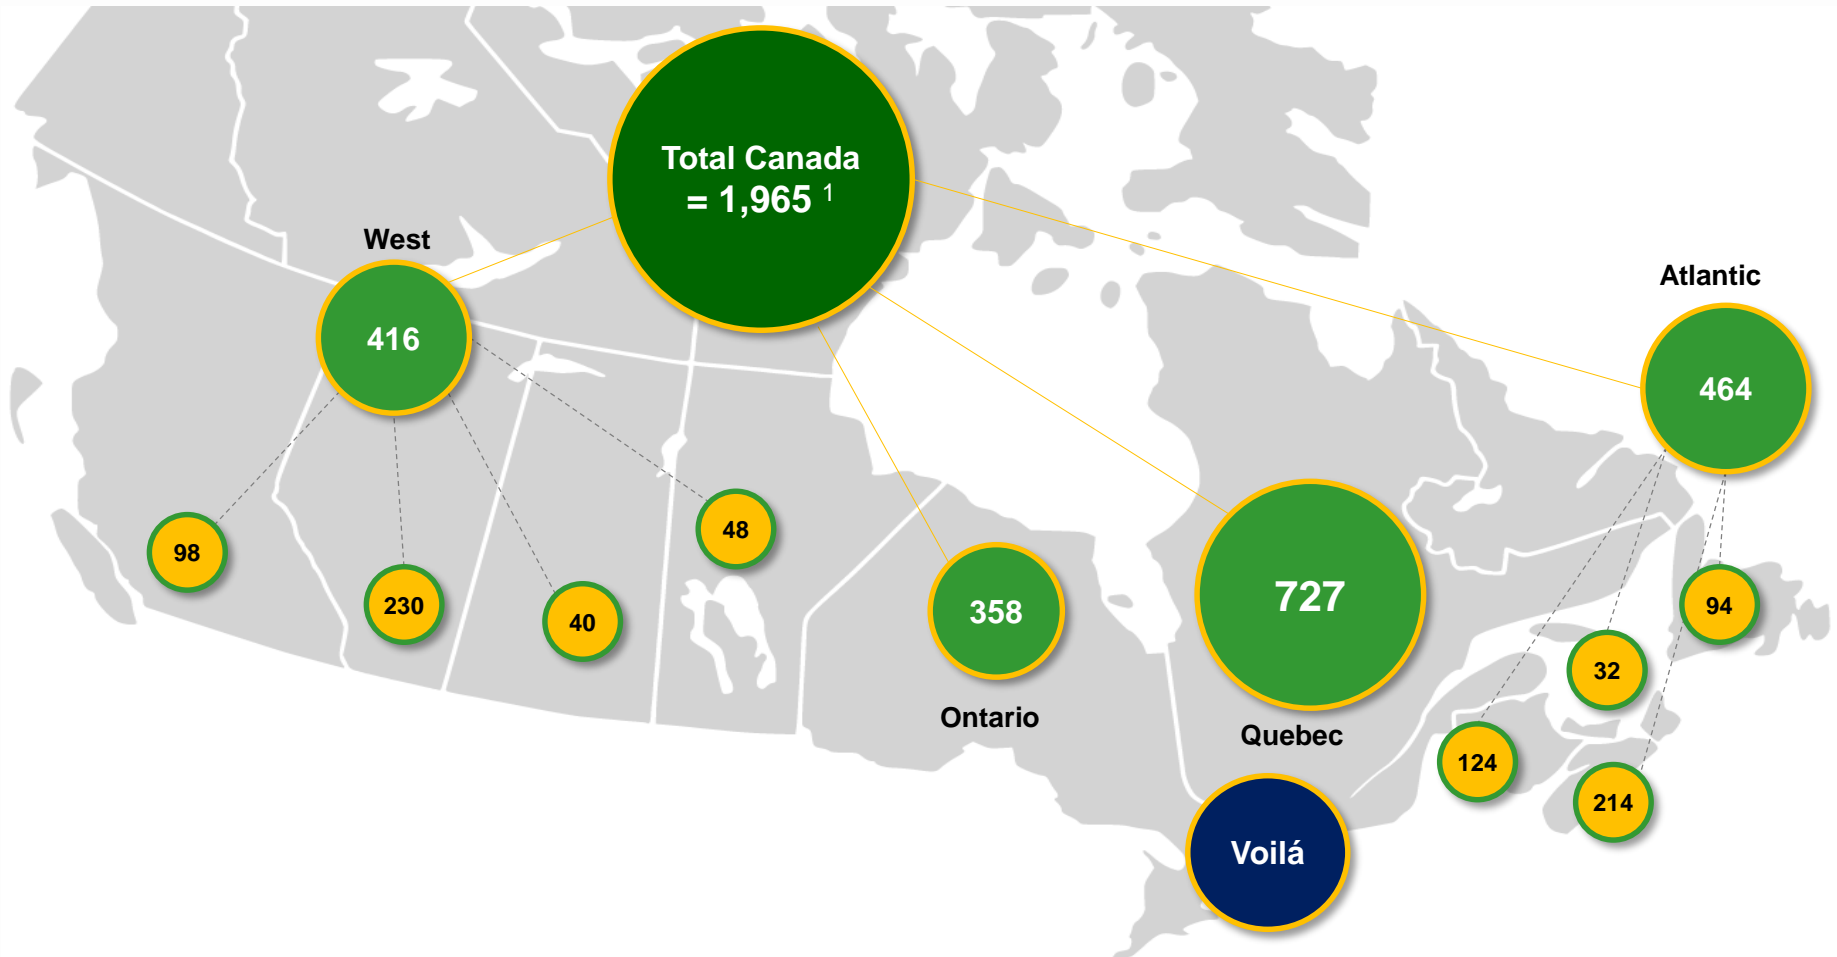 Total Canada
= 1,965 1
West
416
Atlantic
464
98
230
40
48
358
Ontario
727
Quebec
94
32
124
214
Voilá